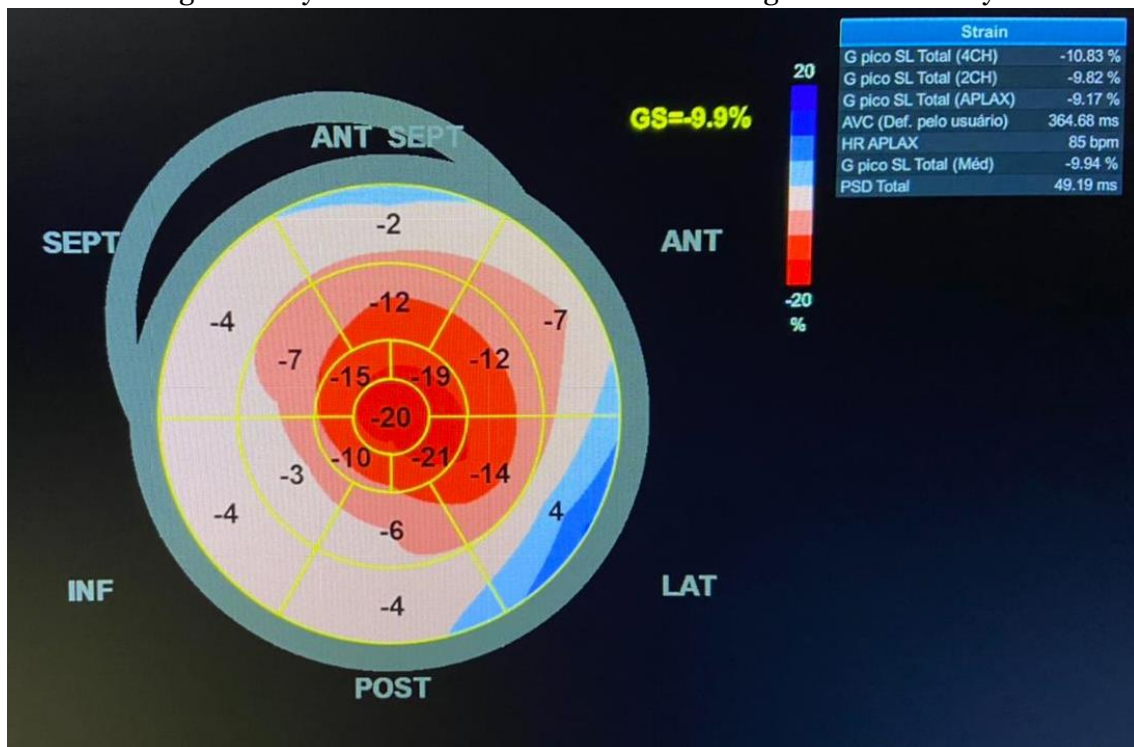 Strain
G pico SL Total (4CH) -10.83 %
G pico SL Total (2CH) -9.82 %
G pico SL Total (APLAX) -9.17 %
AVC (Def. pelo usuário) 364.68 ms
HR APLAX 85 bpm
G pico SL Total (Méd) -9.94 %
PSD Total 49.19 ms
20
GS=-9.9%
-20
%
ANT SEPT
SEPT
ANT
-2
-4
-7
-12
-7
-12
-15
-19
-20
-10
-21
-3
-14
-4
4
-6
-4
INF
LAT
POST